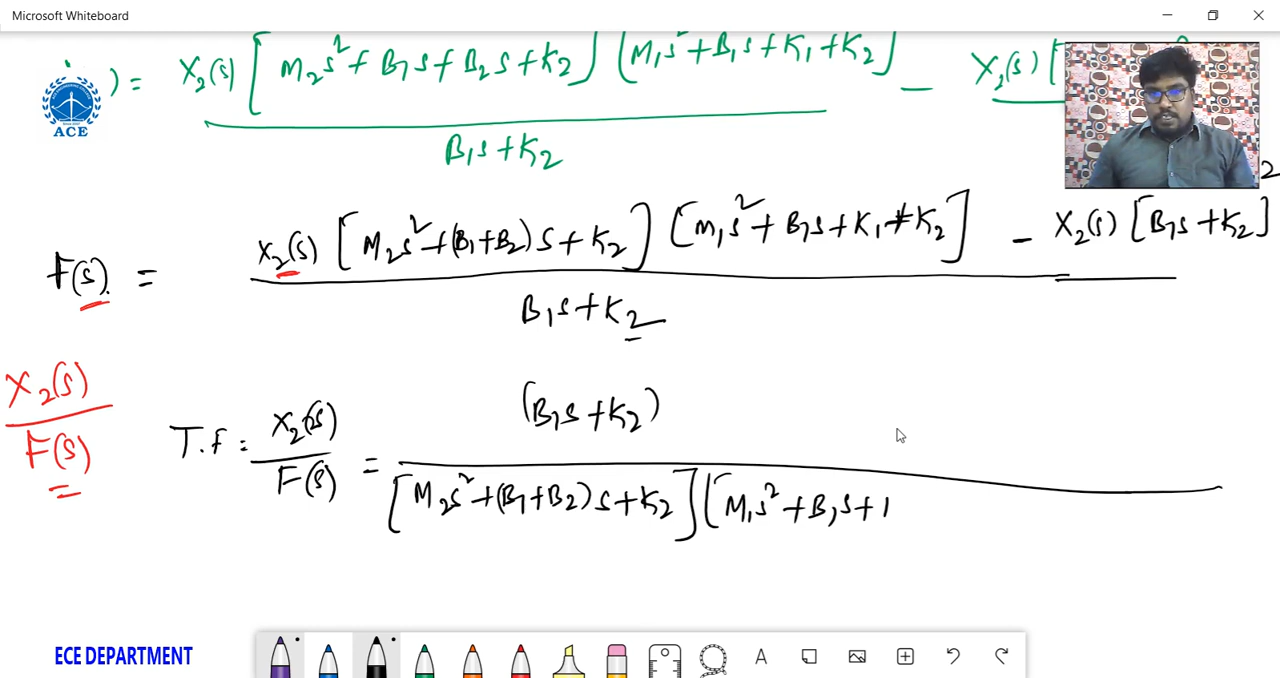 Microsoft Whiteboard
) = X₂(s) [M₂s² + B₁s + B₂s + K₂] [M₁s² + B₁s + K₁ + K₂] — X₂(s) [
B₁s + K₂
ACE
2
F(s) = X₂(s) [M₂s² + (B₁+B₂) s + K₂] [M₁s² + B₁s + K₁ + K₂] — X₂(s) [B₁s + K₂]
B₁s + K₂
X₂(s)
F(s)
(B₁s + K₂)
T.f = X₂(s) / F(s) =
[M₂s² + (B₁+B₂) s + K₂] [M₁s² + B₁s + 1
ECE DEPARTMENT
A